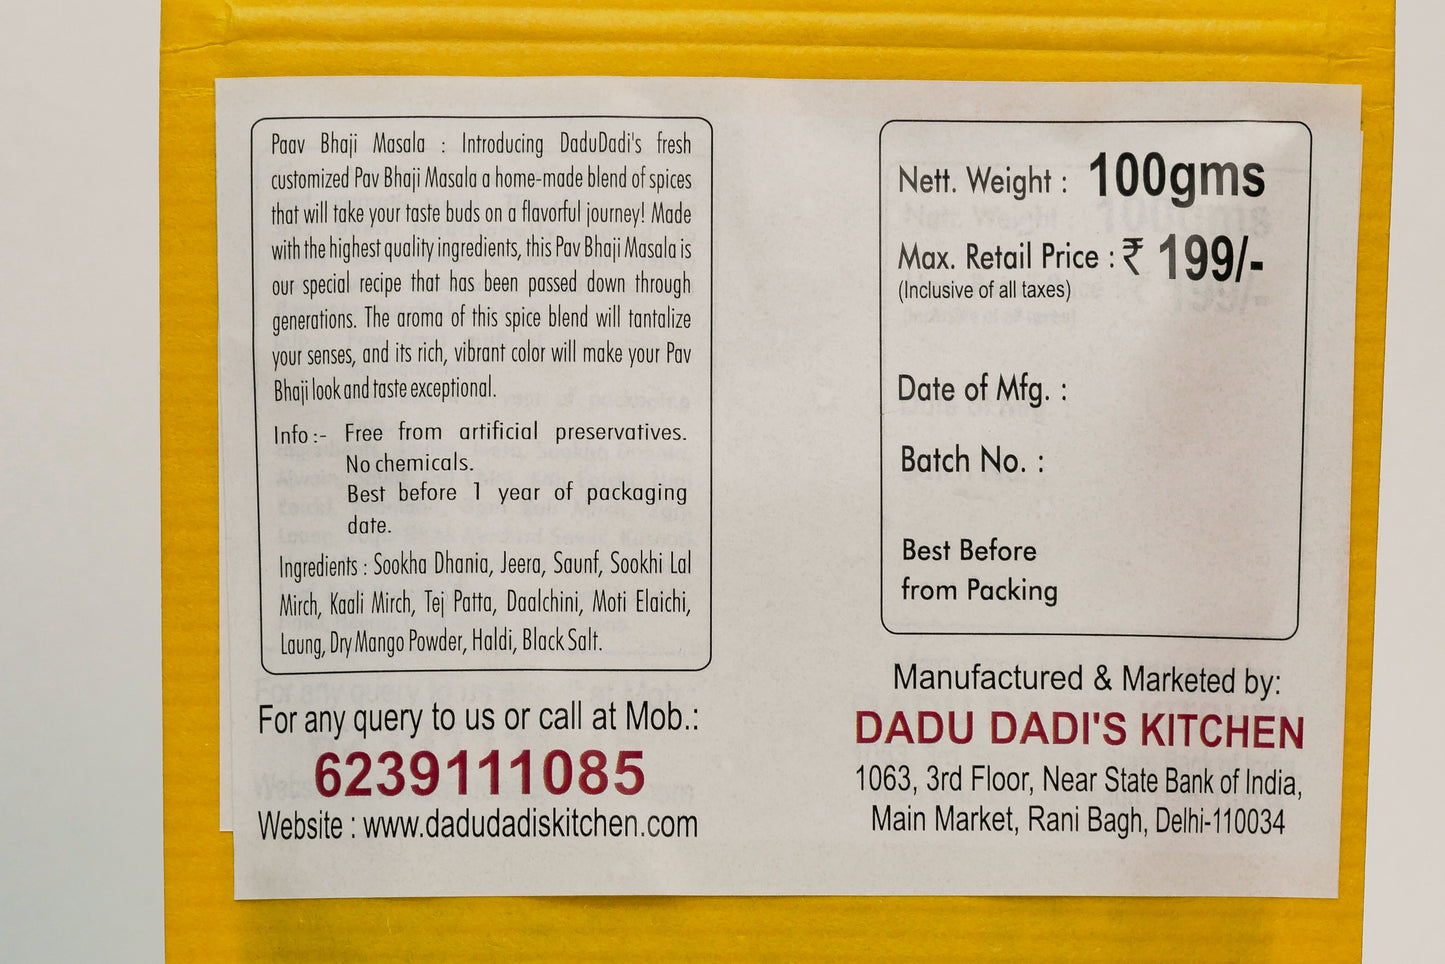 Paav Bhaji Masala : Introducing DaduDadi's fresh
customized Pav Bhaji Masala a home-made blend of spices
that will take your taste buds on a flavorful journey! Made
with the highest quality ingredients, this Pav Bhaji Masala is
our special recipe that has been passed down through
generations. The aroma of this spice blend will tantalize
your senses, and its rich, vibrant color will make your Pav
Bhaji look and taste exceptional.
Info :- Free from artificial preservatives.
No chemicals.
Best before 1 year of packaging
date.
Ingredients : Sookha Dhania, Jeera, Saunf, Sookhi Lal
Mirch, Kaali Mirch, Tej Patta, Daalchini, Moti Elaichi,
Laung, Dry Mango Powder, Haldi, Black Salt.
For any query to us or call at Mob.:
6239111085
Website : www.dadudadiskitchen.com
Nett. Weight : 100gms
Max. Retail Price : ₹ 199/-
(Inclusive of all taxes)
Date of Mfg. :
Batch No. :
Best Before
from Packing
Manufactured & Marketed by:
DADU DADI'S KITCHEN
1063, 3rd Floor, Near State Bank of India,
Main Market, Rani Bagh, Delhi-110034